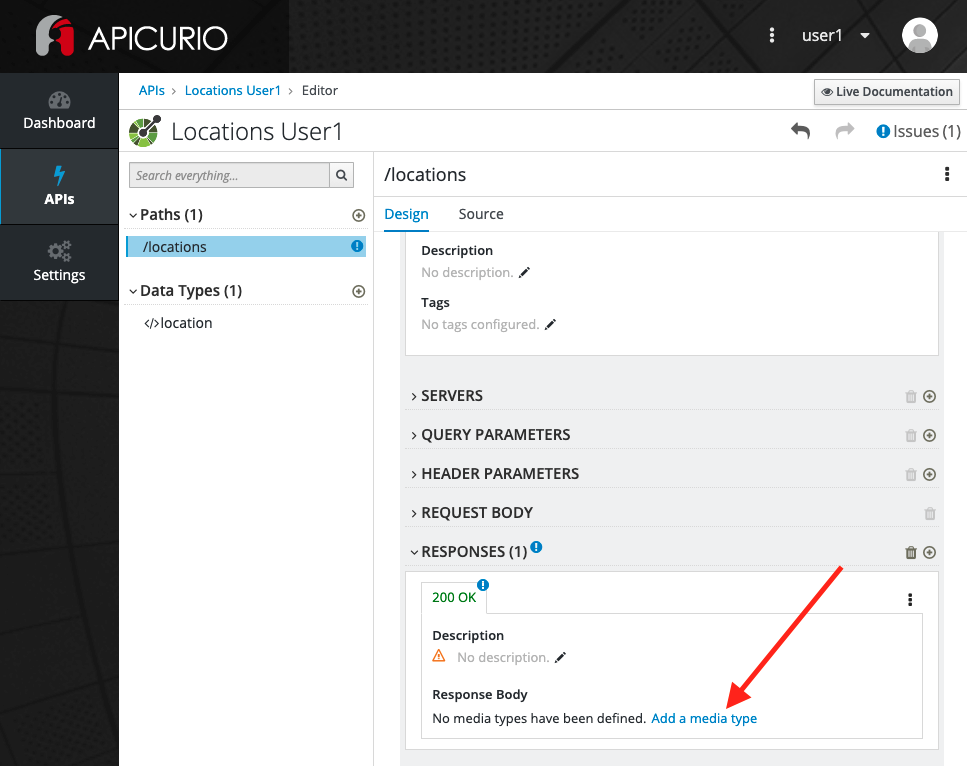 APICURIO
user1
Dashboard
APIs
Settings
APIs › Locations User1 › Editor
Live Documentation
Locations User1
Issues (1)
Search everything...
Paths (1)
/locations
Data Types (1)
</>location
/locations
Design Source
Description
No description.
Tags
No tags configured.
SERVERS
QUERY PARAMETERS
HEADER PARAMETERS
REQUEST BODY
RESPONSES (1)
200 OK
Description
No description.
Response Body
No media types have been defined. Add a media type